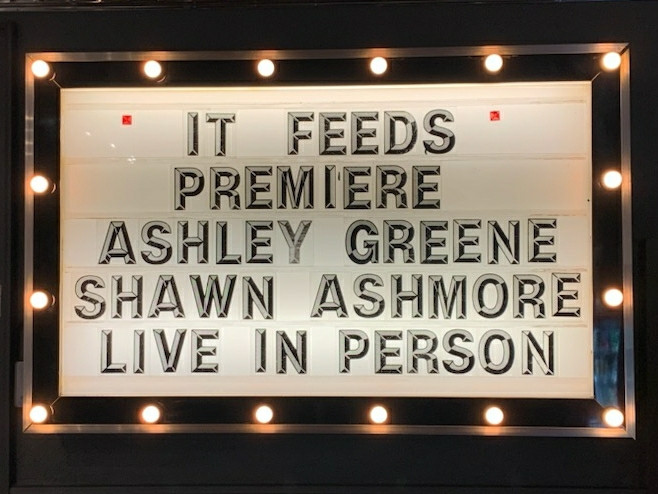 IT FEEDS
PREMIERE
ASHLEY GREENE
SHAWN ASHMORE
LIVE IN PERSON